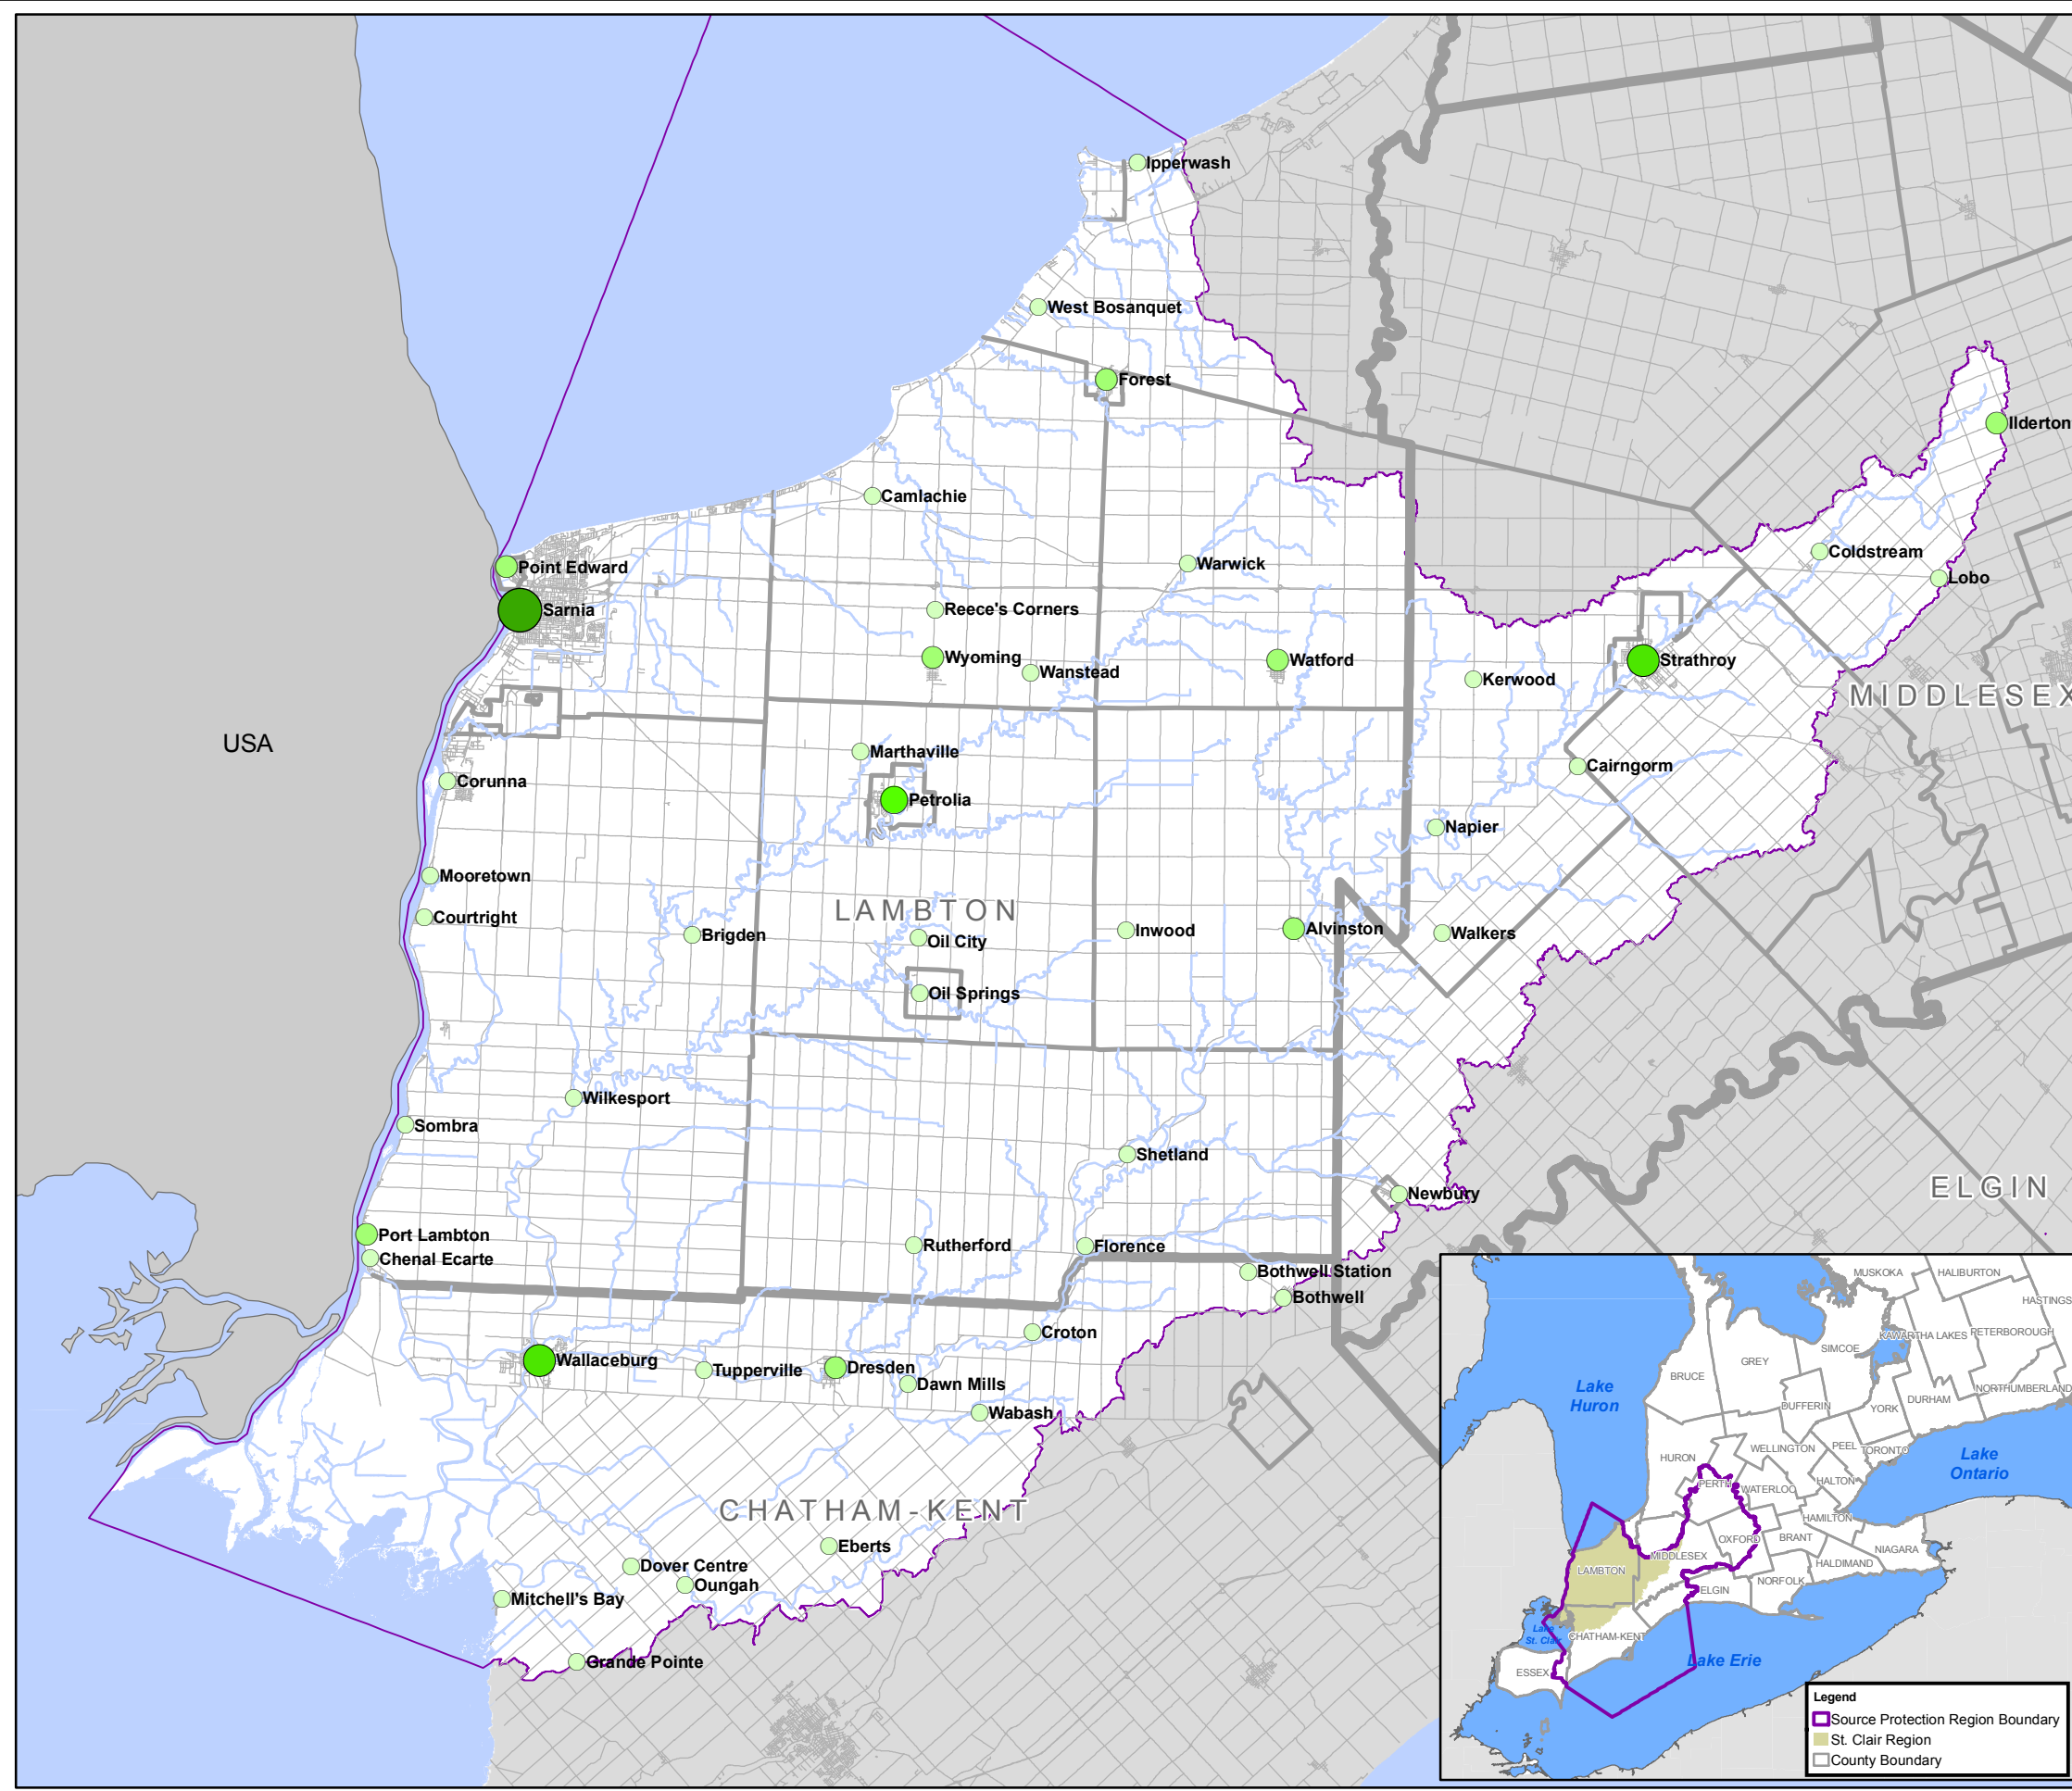 Ipperwash
West Bosanquet
Forest
Ilderton
Camlachie
Coldstream
Point Edward
Warwick
Lobo
Sarnia
Reece's Corners
Wyoming
Wanstead
Watford
Strathroy
Kerwood
MIDDLESEX
USA
Marthaville
Cairngorm
Corunna
Petrolia
Napier
Mooretown
LAMBTON
Courtright
Brigden
Oil City
Inwood
Alvinston
Walkers
Oil Springs
Wilkesport
Sombra
Shetland
Newbury
ELGIN
Port Lambton
Rutherford
Florence
Chenal Ecarte
Bothwell Station
Bothwell
Croton
Wallaceburg
Tupperville
Dresden
Dawn Mills
Wabash
CHATHAM-KENT
Eberts
Dover Centre
Oungah
Mitchell's Bay
Grande Pointe
MUSKOKA
HALIBURTON
HASTINGS
KAWARTHA LAKES
PETERBOROUGH
SIMCOE
GREY
BRUCE
Lake
Huron
NORTHUMBERLAND
DURHAM
DUFFERIN
YORK
WELLINGTON
PEEL
TORONTO
HURON
Lake
Ontario
PERTH
WATERLOO
HALTON
HAMILTON
OXFORD
BRANT
NIAGARA
MIDDLESEX
HALDIMAND
LAMBTON
NORFOLK
ELGIN
Lake
St. Clair
CHATHAM-KENT
Lake Erie
ESSEX
Legend
Source Protection Region Boundary
St. Clair Region
County Boundary